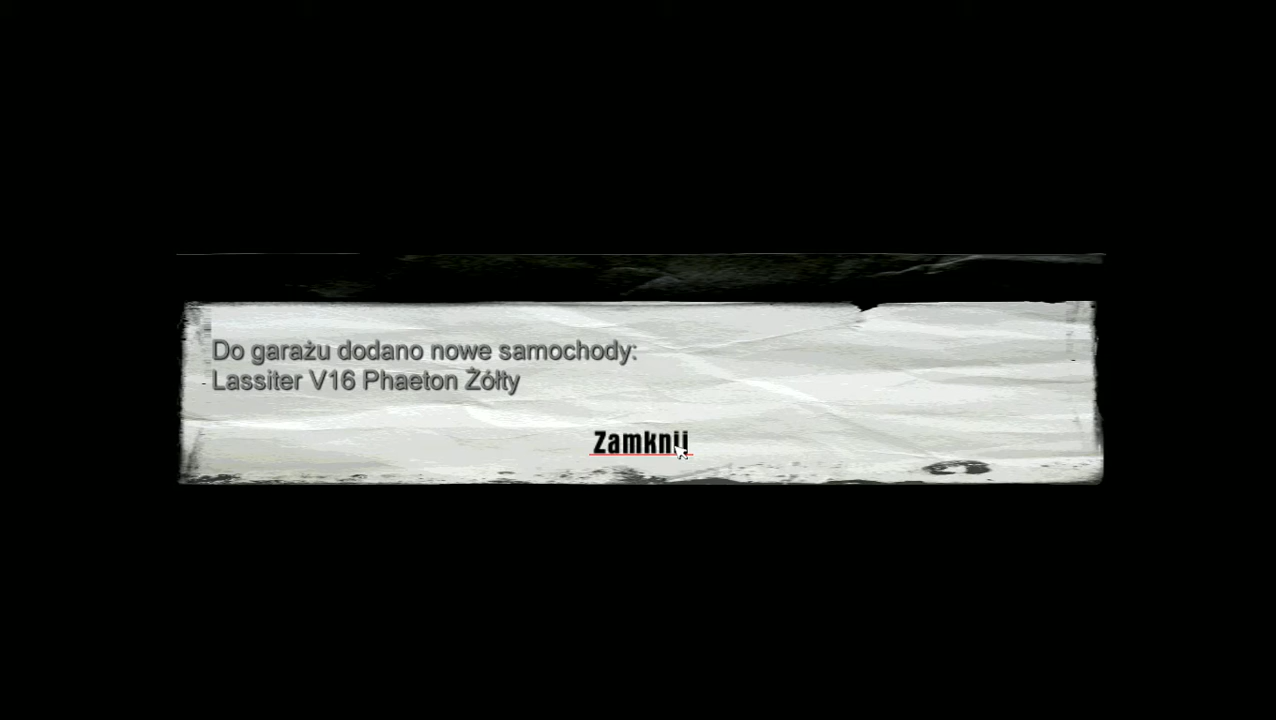 Do garażu dodano nowe samochody:
Lassiter V16 Phaeton Żółty
Zamknij